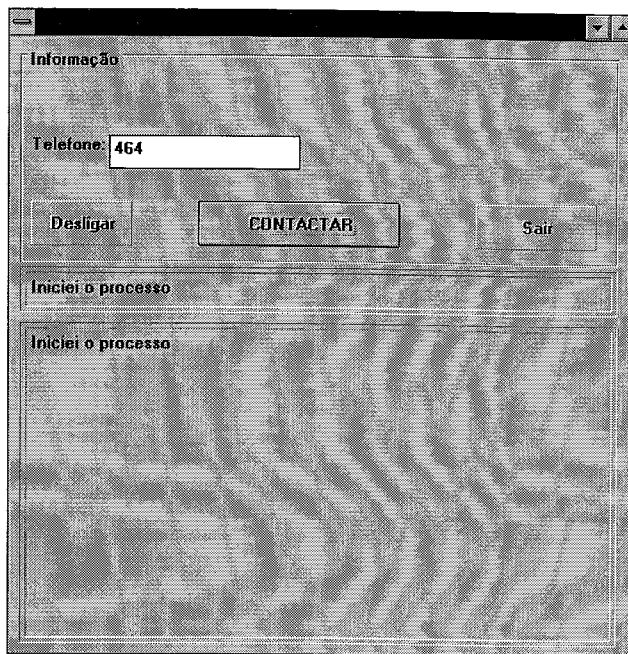 Informação
Telefone: 464
Desligar CONTACTAR Sair
Iniciei o processo
Iniciei o processo